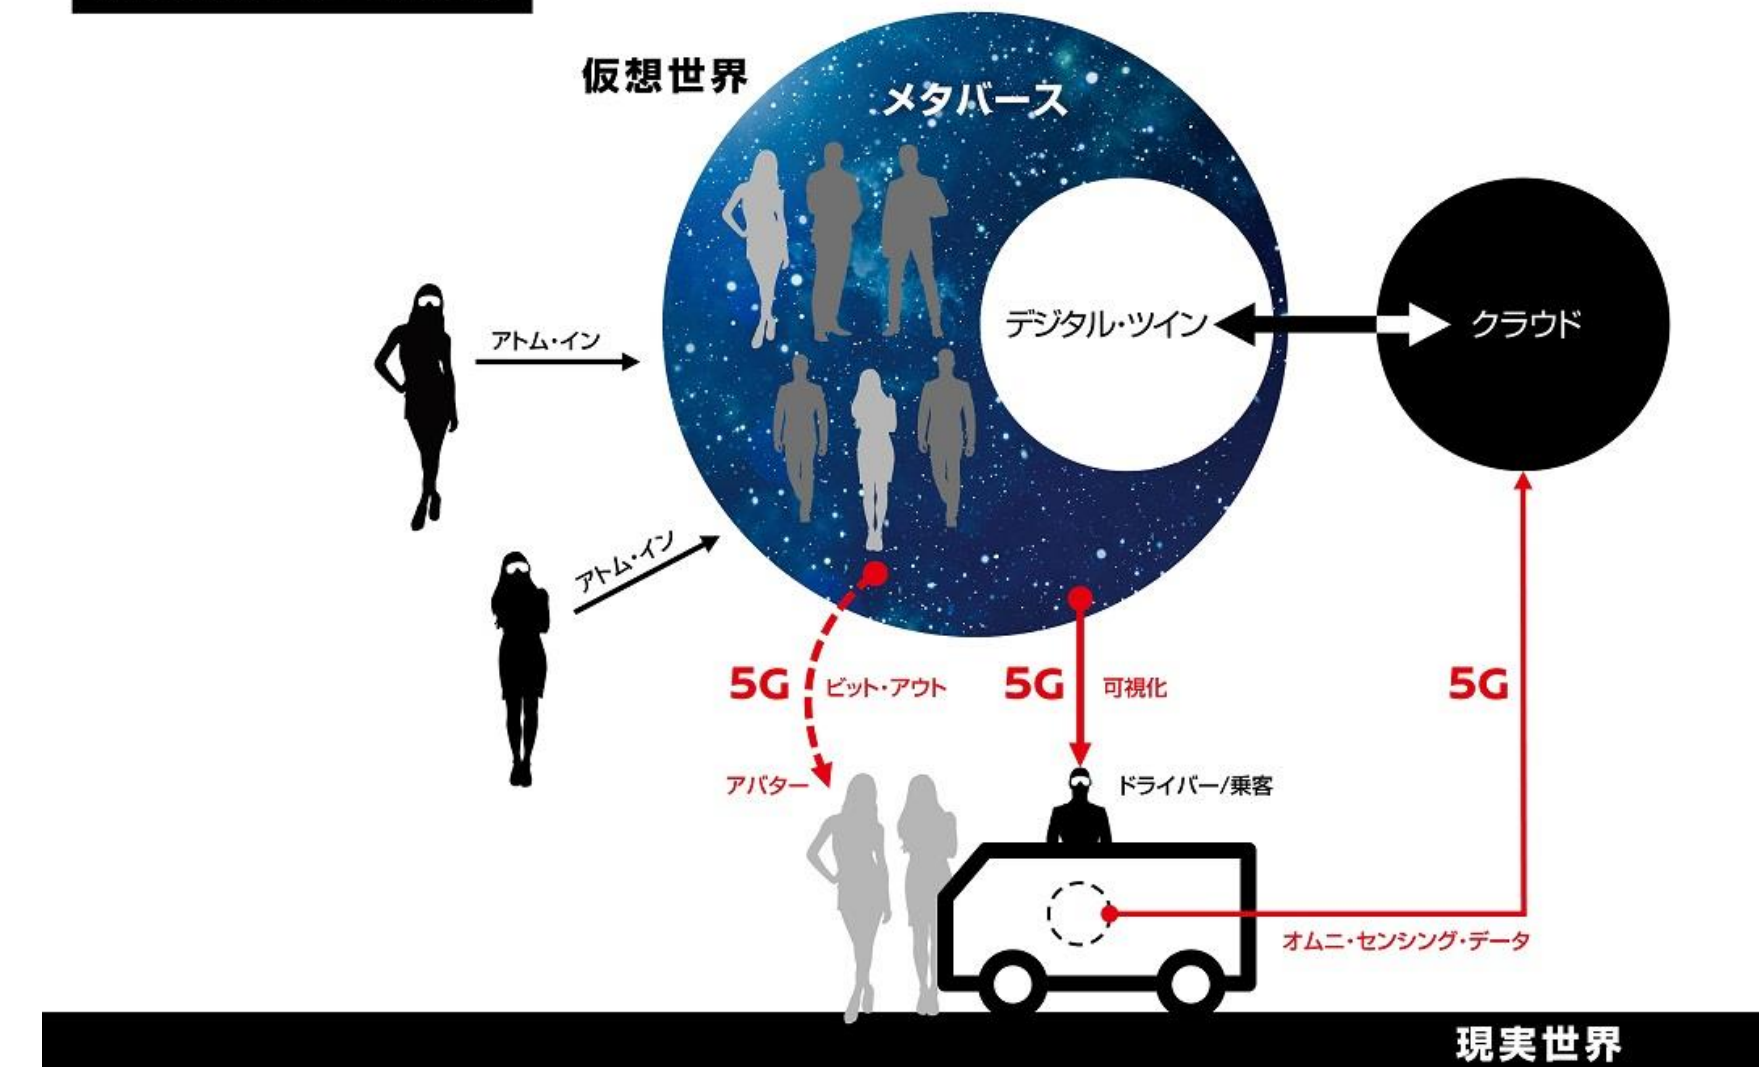 仮想世界
メタバース
デジタル・ツイン
クラウド
アトム・イン
アトム・イン
5G
ビット・アウト
5G
可視化
5G
アバター
ドライバー/乗客
オムニ・センシング・データ
現実世界